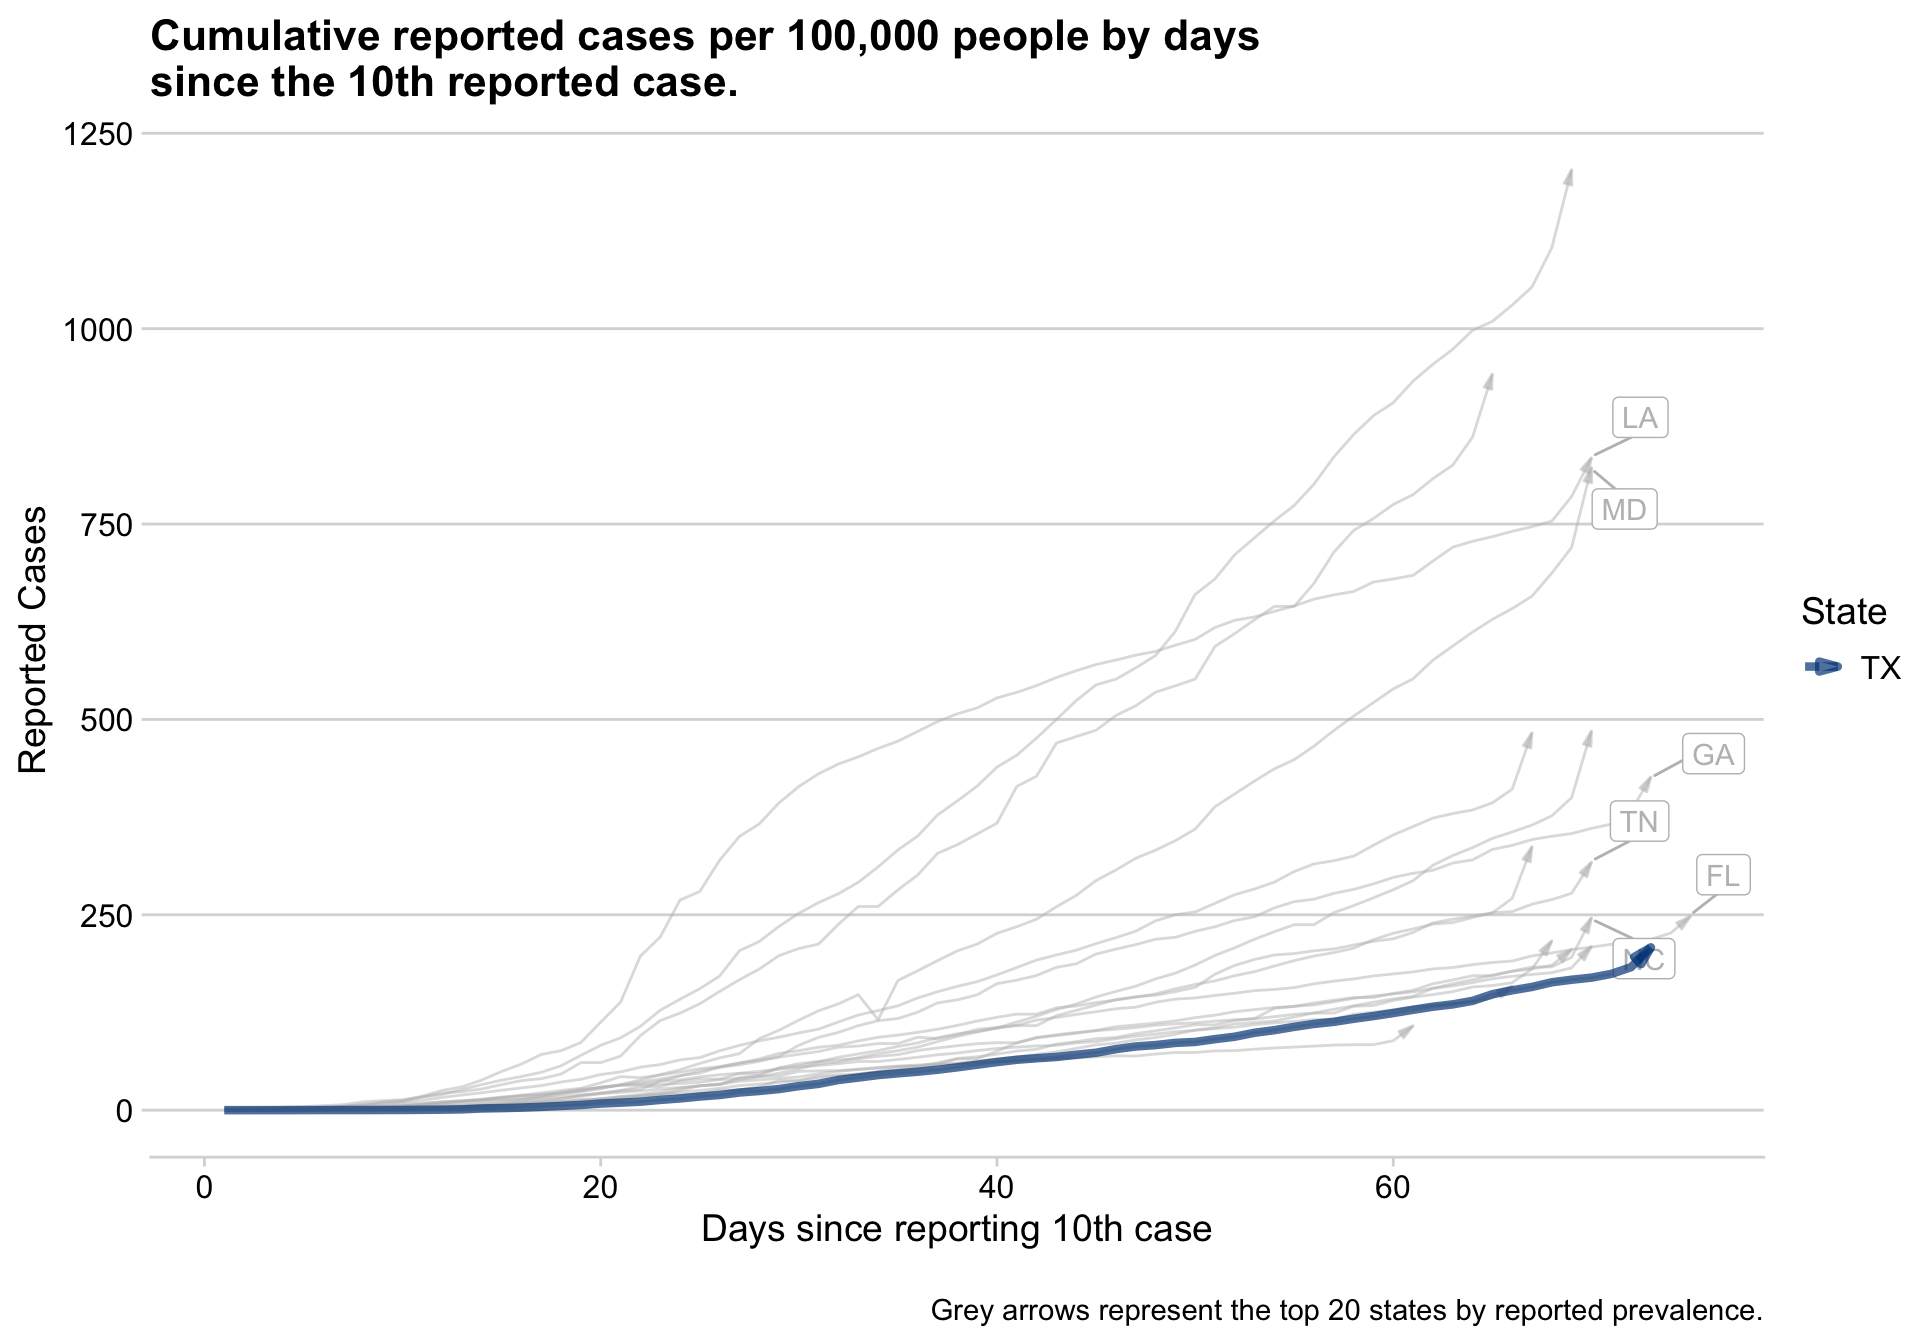 Cumulative reported cases per 100,000 people by days
since the 10th reported case.
1250
1000
750
500
250
0
Reported Cases
LA
MD
GA
TN
FL
NC
State
TX
0
20
40
60
Days since reporting 10th case
Grey arrows represent the top 20 states by reported prevalence.